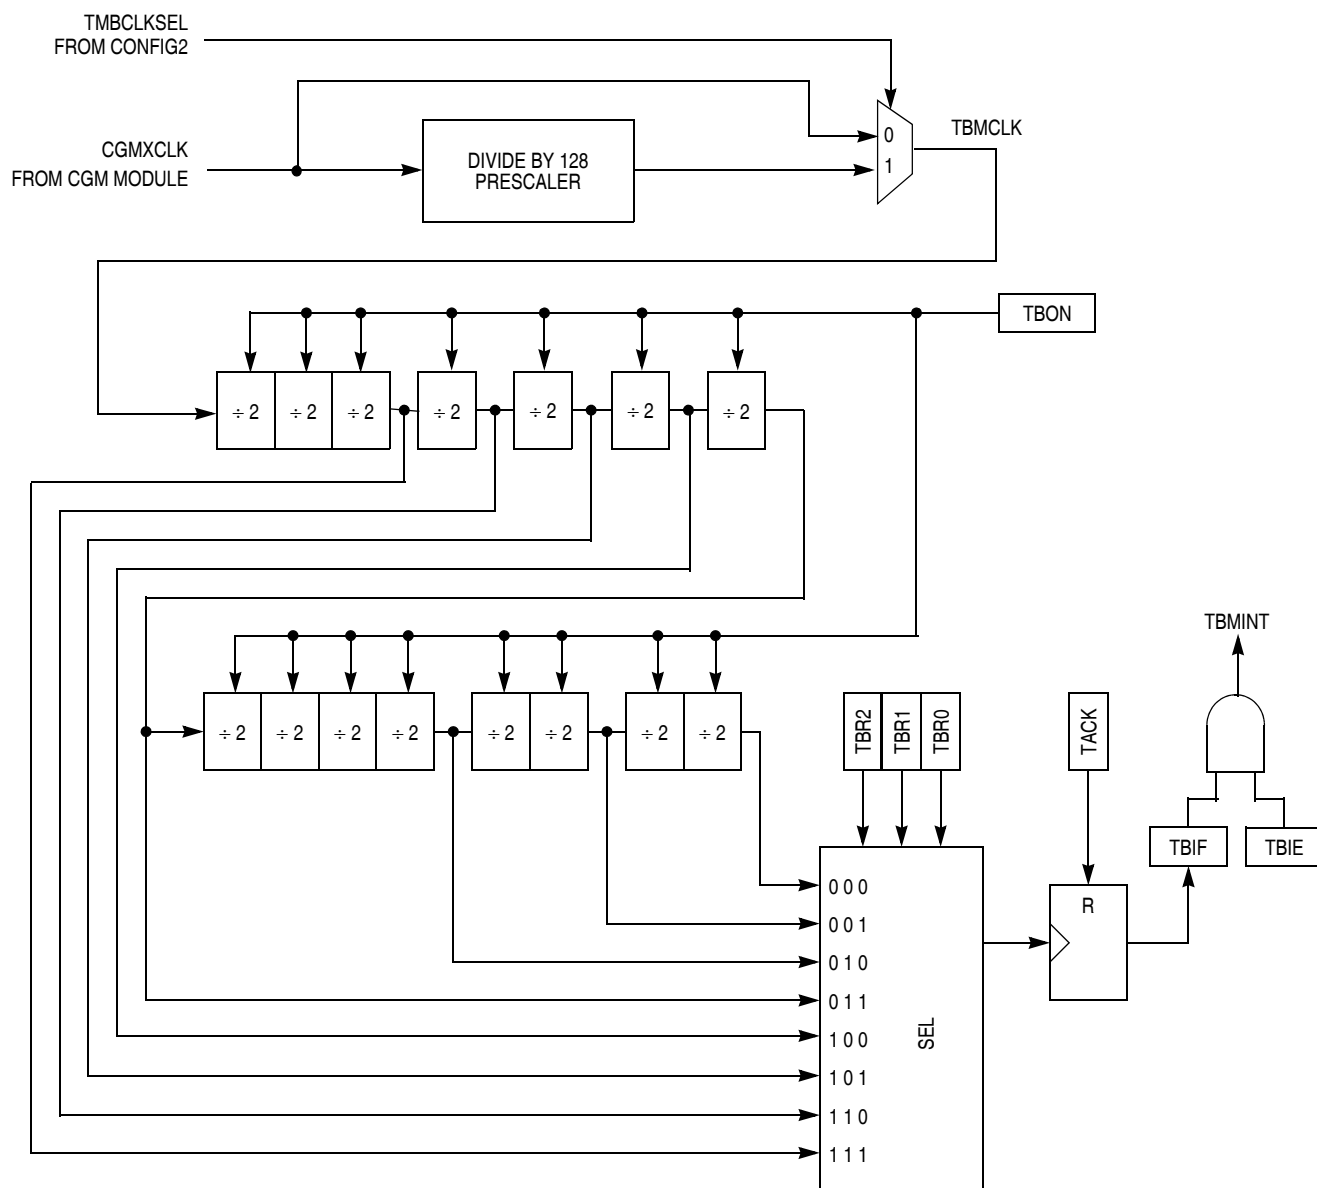 TMBCLKSEL
FROM CONFIG2
CGMXCLK
FROM CGM MODULE
DIVIDE BY 128
PRESCALER
0
1
TBMCLK
TBON
÷ 2
÷ 2
÷ 2
÷ 2
÷ 2
÷ 2
÷ 2
TBMINT
÷ 2
÷ 2
÷ 2
÷ 2
÷ 2
÷ 2
÷ 2
÷ 2
TBR2
TBR1
TBR0
TACK
TBIF
TBIE
R
0 0 0
0 0 1
0 1 0
0 1 1
1 0 0
1 0 1
1 1 0
1 1 1
SEL